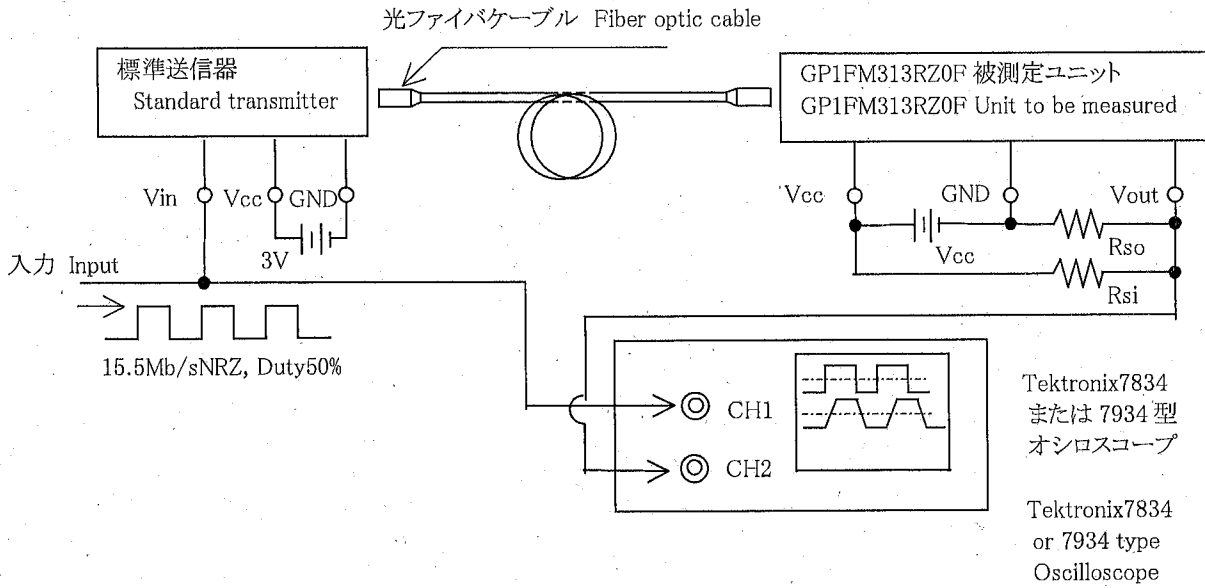 光ファイバケーブル Fiber optic cable
標準送信器
Standard transmitter
GP1FM313RZ0F 被測定ユニット
GP1FM313RZ0F Unit to be measured
Vin
Vcc
GND
3V
Vcc
GND
Vout
Vcc
Rso
Rsi
入力 Input
15.5Mb/sNRZ, Duty50%
CH1
CH2
Tektronix7834
または 7934 型
オシロスコープ
Tektronix7834
or 7934 type
Oscilloscope